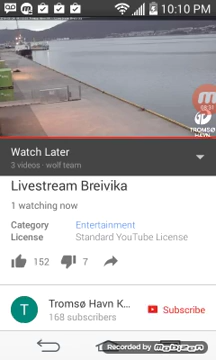 10:10 PM
TROMSØ
HAVN
Watch Later
3 videos · wolf team
Livestream Breivika
1 watching now
Category Entertainment
License Standard YouTube License
152 7
T Tromsø Havn K... Subscribe
168 subscribers
Recorded by Mobizen